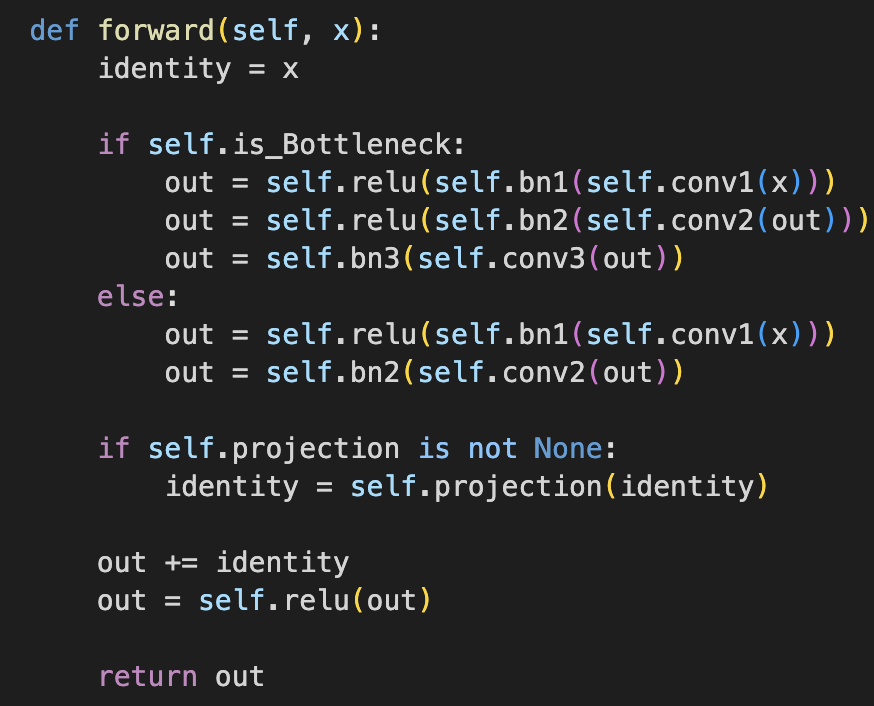 def forward(self, x):
    identity = x

    if self.is_Bottleneck:
        out = self.relu(self.bn1(self.conv1(x)))
        out = self.relu(self.bn2(self.conv2(out)))
        out = self.bn3(self.conv3(out))
    else:
        out = self.relu(self.bn1(self.conv1(x)))
        out = self.bn2(self.conv2(out))

    if self.projection is not None:
        identity = self.projection(identity)

    out += identity
    out = self.relu(out)

    return out